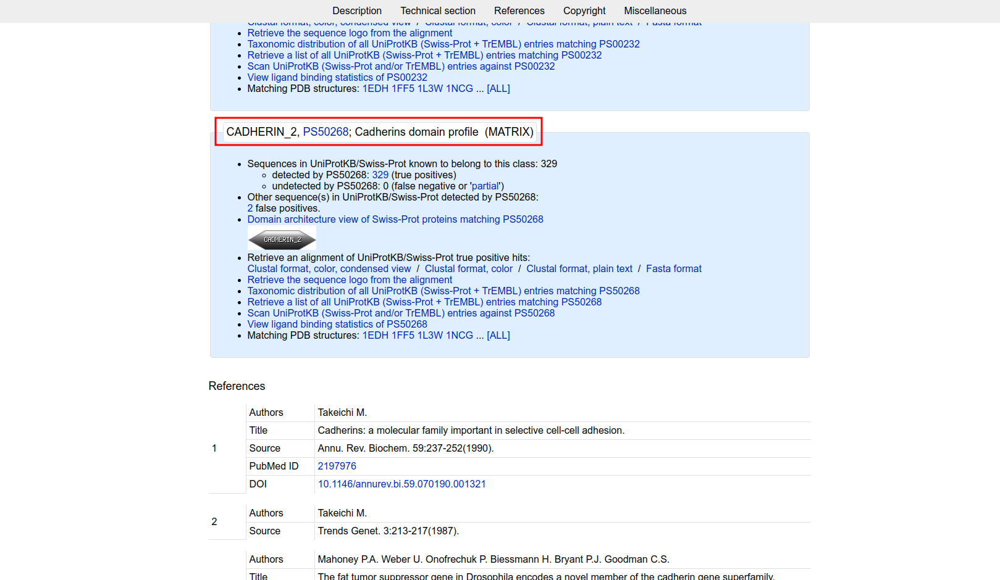 Description Technical section References Copyright Miscellaneous
Clustal format, color, condensed view / Clustal format, color / Clustal format, plain text / Fasta format
Retrieve the sequence logo from the alignment
Taxonomic distribution of all UniProtKB (Swiss-Prot + TrEMBL) entries matching PS00232
Retrieve a list of all UniProtKB (Swiss-Prot + TrEMBL) entries matching PS00232
Scan UniProtKB (Swiss-Prot and/or TrEMBL) entries against PS00232
View ligand binding statistics of PS00232
Matching PDB structures: 1EDH 1FF5 1L3W 1NCG ... [ALL]
CADHERIN_2, PS50268; Cadherins domain profile (MATRIX)
Sequences in UniProtKB/Swiss-Prot known to belong to this class: 329
detected by PS50268: 329 (true positives)
undetected by PS50268: 0 (false negative or 'partial')
Other sequence(s) in UniProtKB/Swiss-Prot detected by PS50268:
2 false positives.
Domain architecture view of Swiss-Prot proteins matching PS50268
CADHERIN_2
Retrieve an alignment of UniProtKB/Swiss-Prot true positive hits:
Clustal format, color, condensed view / Clustal format, color / Clustal format, plain text / Fasta format
Retrieve the sequence logo from the alignment
Taxonomic distribution of all UniProtKB (Swiss-Prot + TrEMBL) entries matching PS50268
Retrieve a list of all UniProtKB (Swiss-Prot + TrEMBL) entries matching PS50268
Scan UniProtKB (Swiss-Prot and/or TrEMBL) entries against PS50268
View ligand binding statistics of PS50268
Matching PDB structures: 1EDH 1FF5 1L3W 1NCG ... [ALL]
References
1
Authors Takeichi M.
Title Cadherins: a molecular family important in selective cell-cell adhesion.
Source Annu. Rev. Biochem. 59:237-252(1990).
PubMed ID 2197976
DOI 10.1146/annurev.bi.59.070190.001321
2
Authors Takeichi M.
Source Trends Genet. 3:213-217(1987).
Authors Mahoney P.A. Weber U. Onofrechuk P. Biessmann H. Bryant P.J. Goodman C.S.
Title The fat tumor suppressor gene in Drosophila encodes a novel member of the cadherin gene superfamily.